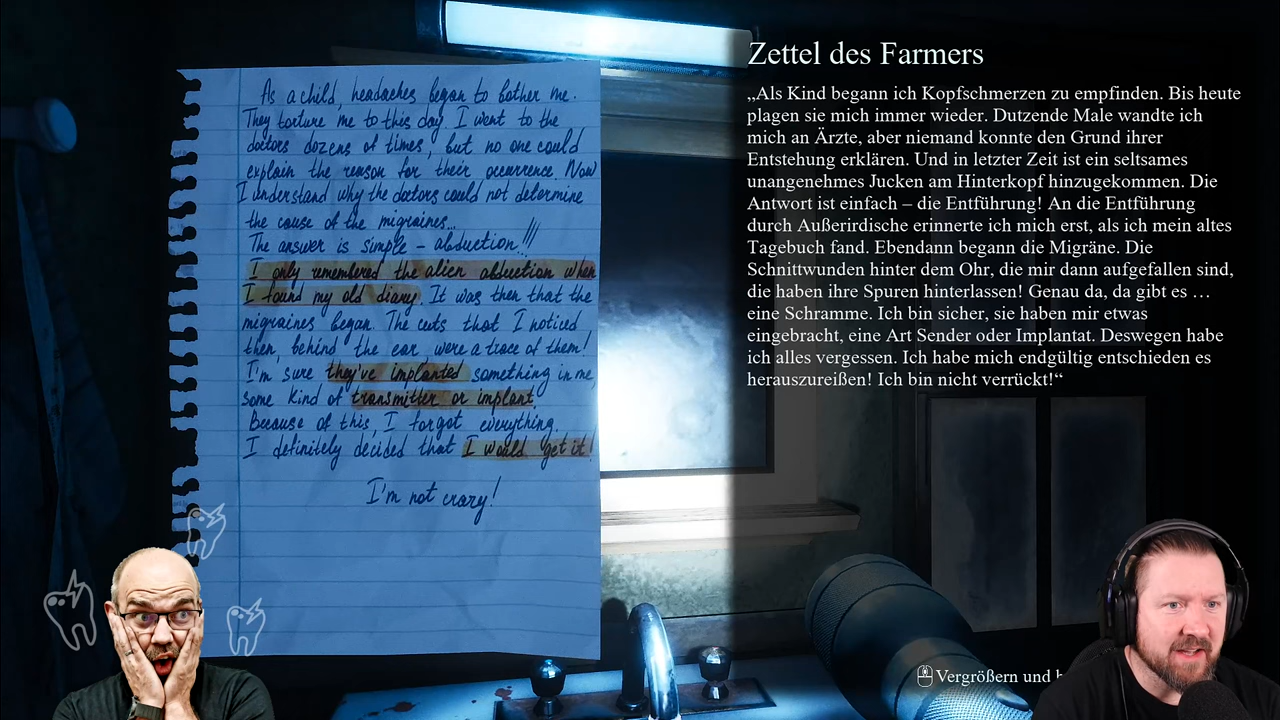 As a child, headaches began to bother me.
They torture me to this day. I went to the
doctors dozens of times, but no one could
explain the reason for their occurrence. Now
I understand why the doctors could not determine
the cause of the migraines...
The answer is simple – abduction!!!
I only remembered the alien abduction when
I found my old diary. It was then that the
migraines began. The cuts that I noticed
then, behind the ear, were a trace of them!
I'm sure they've implanted something in me,
some kind of transmitter or implant.
Because of this, I forgot everything.
I definitely decided that I would get it!
I'm not crazy!
Zettel des Farmers
„Als Kind begann ich Kopfschmerzen zu empfinden. Bis heute
plagen sie mich immer wieder. Dutzende Male wandte ich
mich an Ärzte, aber niemand konnte den Grund ihrer
Entstehung erklären. Und in letzter Zeit ist ein seltsames
unangenehmes Jucken am Hinterkopf hinzugekommen. Die
Antwort ist einfach – die Entführung! An die Entführung
durch Außerirdische erinnerte ich mich erst, als ich mein altes
Tagebuch fand. Ebendann begann die Migräne. Die
Schnittwunden hinter dem Ohr, die mir dann aufgefallen sind,
die haben ihre Spuren hinterlassen! Genau da, da gibt es …
eine Schramme. Ich bin sicher, sie haben mir etwas
eingebracht, eine Art Sender oder Implantat. Deswegen habe
ich alles vergessen. Ich habe mich endgültig entschieden es
herauszureißen! Ich bin nicht verrückt!“
Vergrößern und